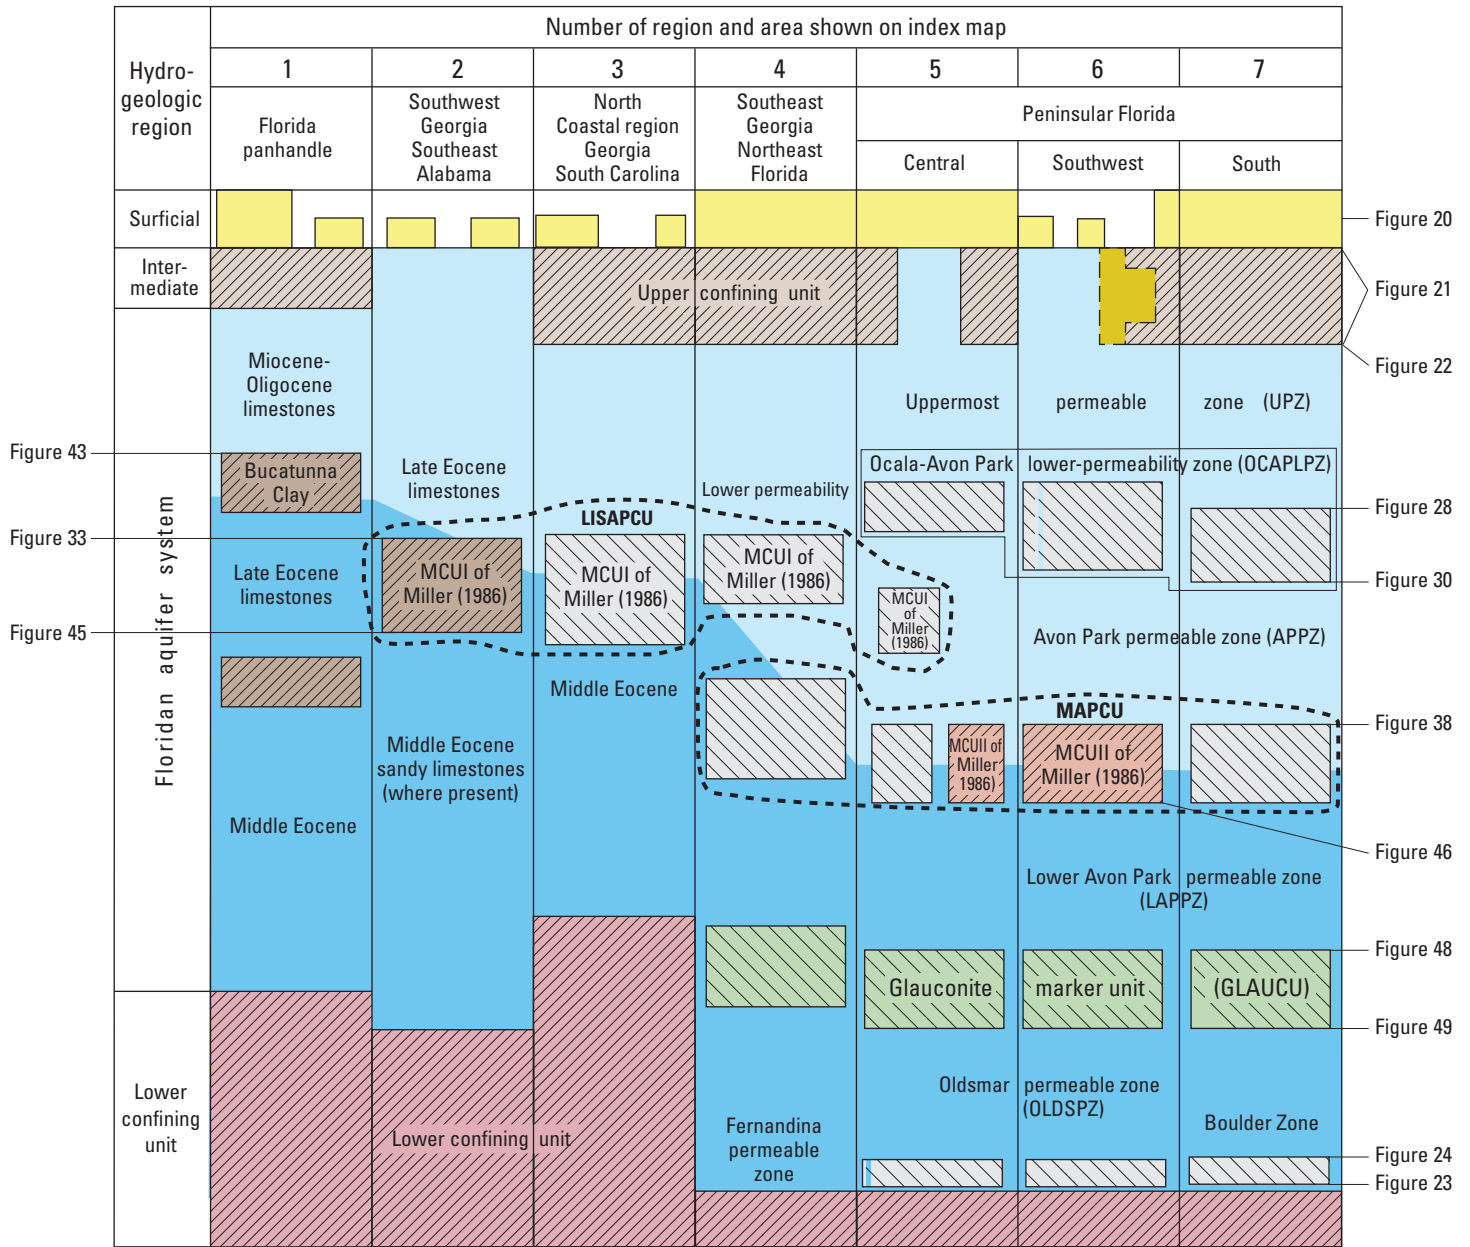 Number of region and area shown on index map
Hydro-
geologic
region
1
2
3
4
5
6
7
Florida
panhandle
Southwest
Georgia
Southeast
Alabama
North
Coastal region
Georgia
South Carolina
Southeast
Georgia
Northeast
Florida
Peninsular Florida
Central
Southwest
South
Surficial
Figure 20
Inter-
mediate
Upper confining unit
Figure 21
Figure 22
Floridan aquifer system
Miocene-
Oligocene
limestones
Uppermost permeable zone (UPZ)
Figure 43
Bucatunna
Clay
Late Eocene
limestones
Lower permeability
Ocala-Avon Park lower-permeability zone (OCAPLPZ)
Figure 28
LISAPCU
Figure 33
MCUI of
Miller (1986)
MCUI of
Miller (1986)
MCUI of
Miller (1986)
MCUI
of
Miller
(1986)
Late Eocene
limestones
Figure 30
Figure 45
Avon Park permeable zone (APPZ)
Middle Eocene
MAPCU
Figure 38
Middle Eocene
sandy limestones
(where present)
MCUII of
Miller
1986)
MCUII of
Miller (1986)
Middle Eocene
Figure 46
Lower Avon Park permeable zone
(LAPPZ)
Figure 48
Glauconite marker unit (GLAUCU)
Figure 49
Lower
confining
unit
Lower confining unit
Oldsmar permeable zone
(OLDSPZ)
Fernandina
permeable
zone
Boulder Zone
Figure 24
Figure 23